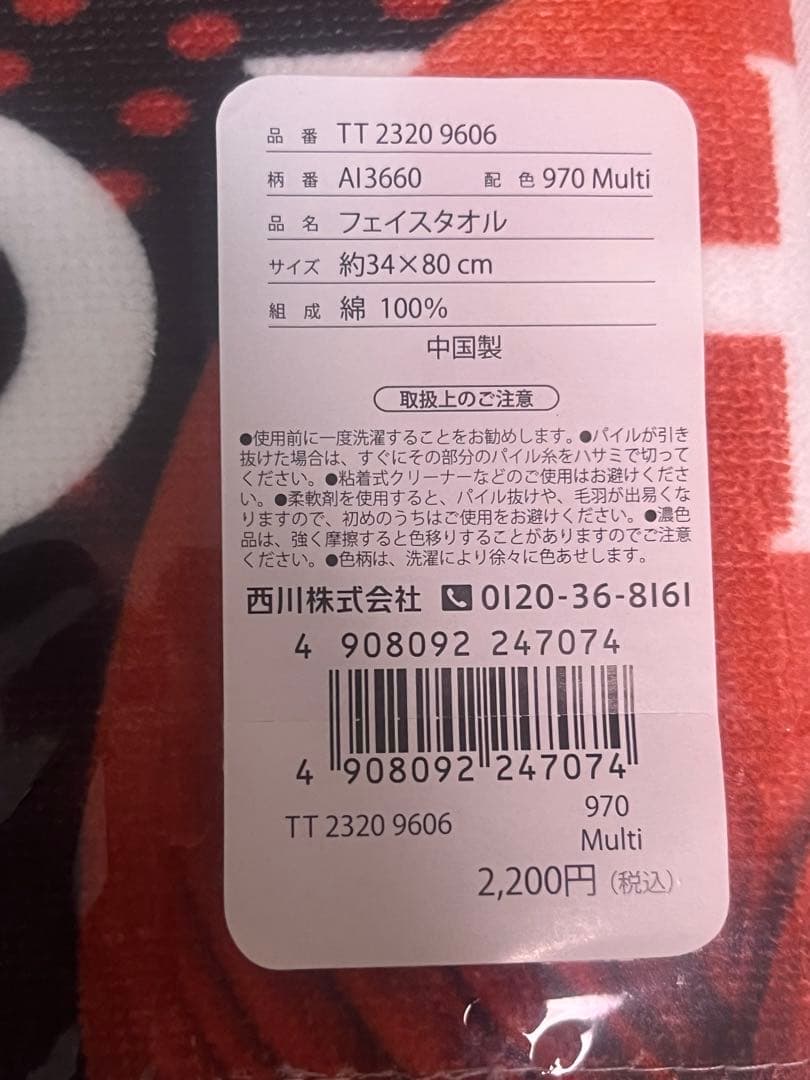 品 番 TT 2320 9606
柄 番 AI3660 配 色 970 Multi
品 名 フェイスタオル
サイズ 約34×80 cm
組 成 綿 100%
中国製
取扱上のご注意
●使用前に一度洗濯することをお勧めします。●パイルが引き
抜けた場合は、すぐにその部分のパイル糸をハサミで切って
ください。●粘着式クリーナーなどのご使用はお避けくださ
い。●柔軟剤を使用すると、パイル抜けや、毛羽が出易くな
りますので、初めのうちはご使用をお避けください。●濃色
品は、強く摩擦すると色移りすることがありますのでご注意
ください。●色柄は、洗濯により徐々に色あせします。
西川株式会社 0120-36-8161
4 908092 247074
4 908092 247074
TT 2320 9606 970
Multi
2,200円 (税込)